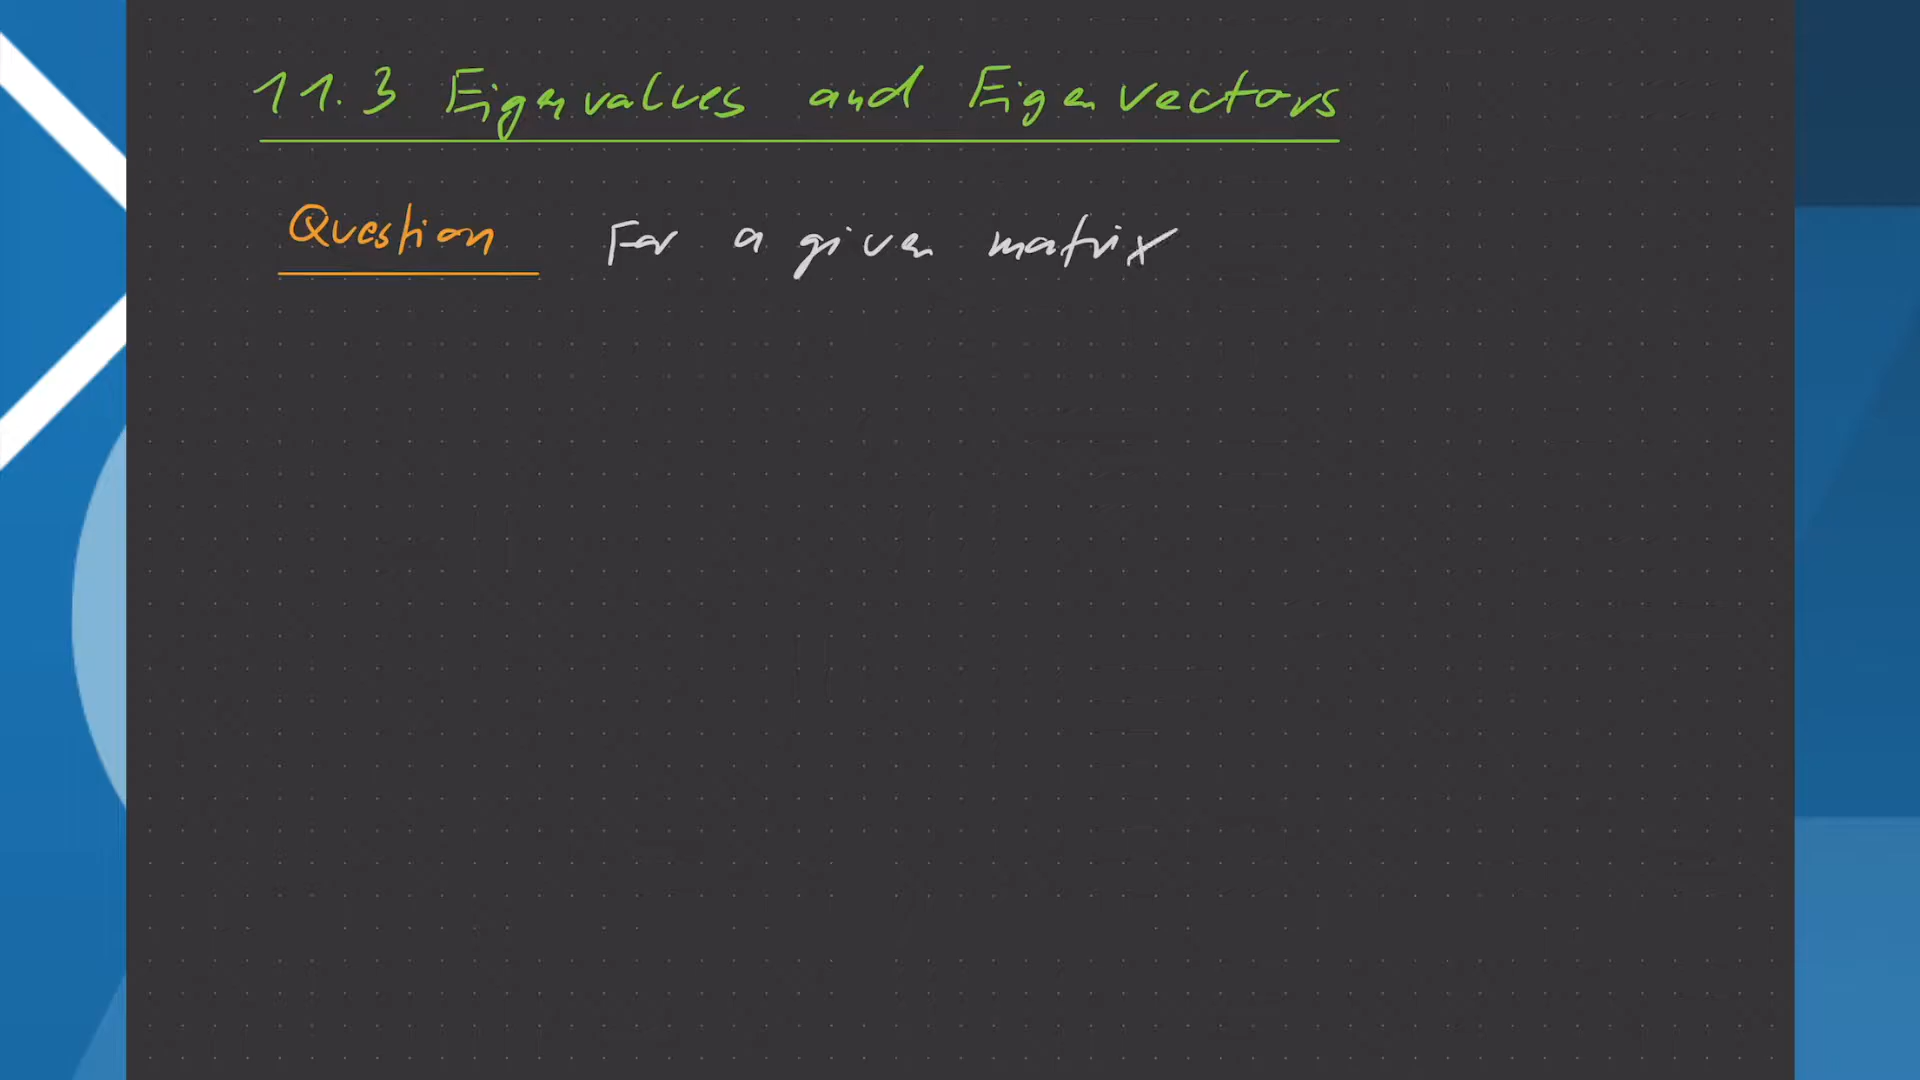 11.3 Eigenvalues and Eigenvectors
Question For a given matrix